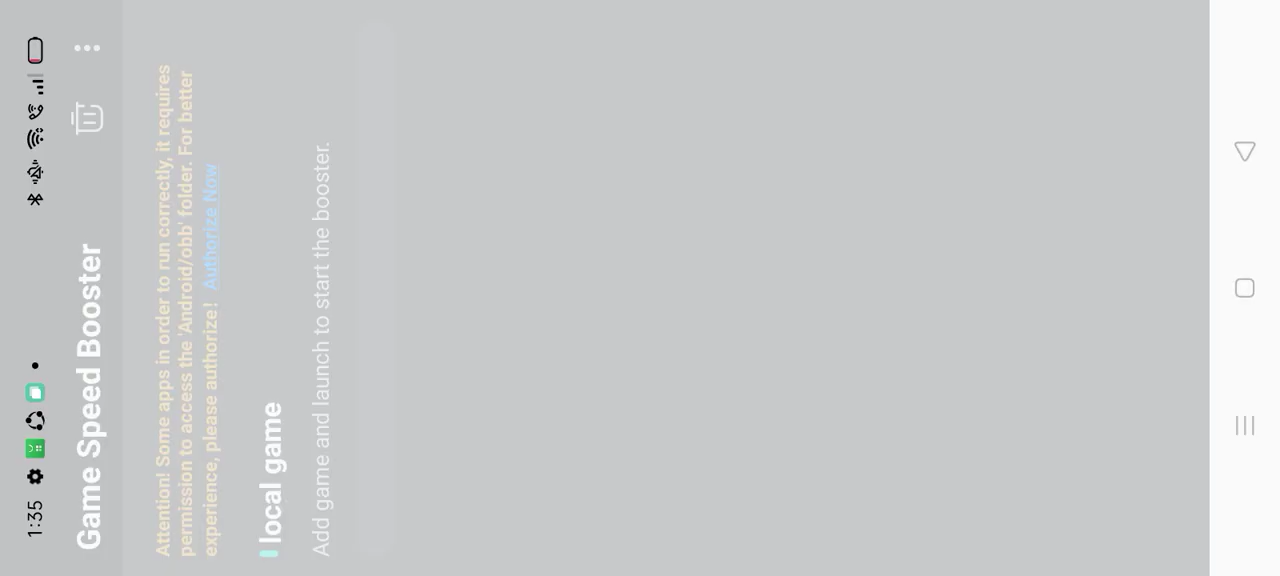 1:35
Game Speed Booster
Attention! Some apps in order to run correctly, it requires
permission to access the 'Android/obb' folder. For better
experience, please authorize! Authorize Now
local game
Add game and launch to start the booster.